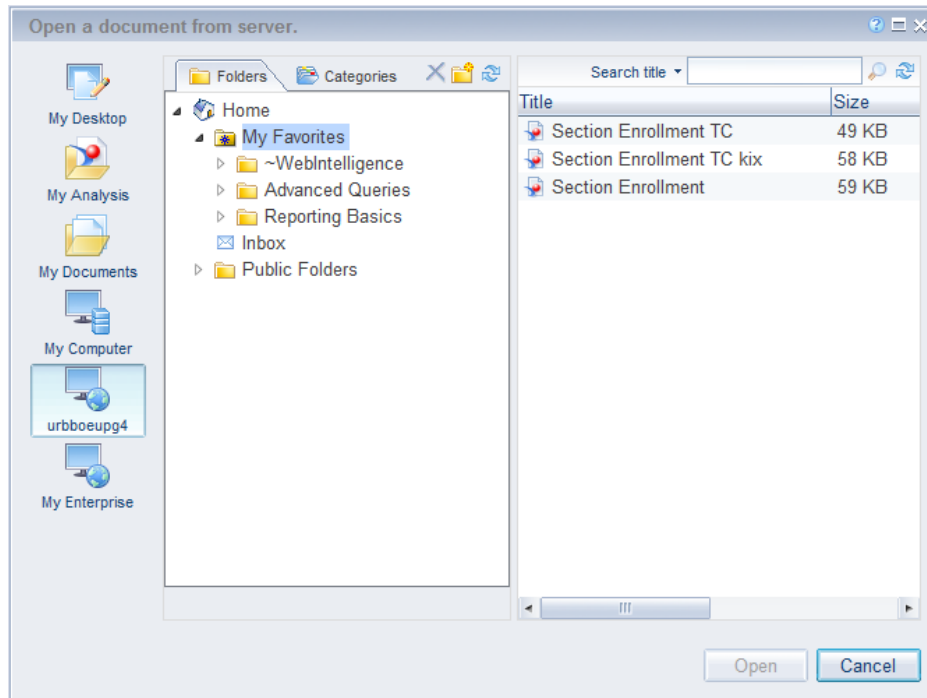 Open a document from server.
My Desktop
My Analysis
My Documents
My Computer
urbboeupg4
My Enterprise
Folders
Categories
Home
My Favorites
~WebIntelligence
Advanced Queries
Reporting Basics
Inbox
Public Folders
Search title
Title Size
Section Enrollment TC 49 KB
Section Enrollment TC kix 58 KB
Section Enrollment 59 KB
Open Cancel